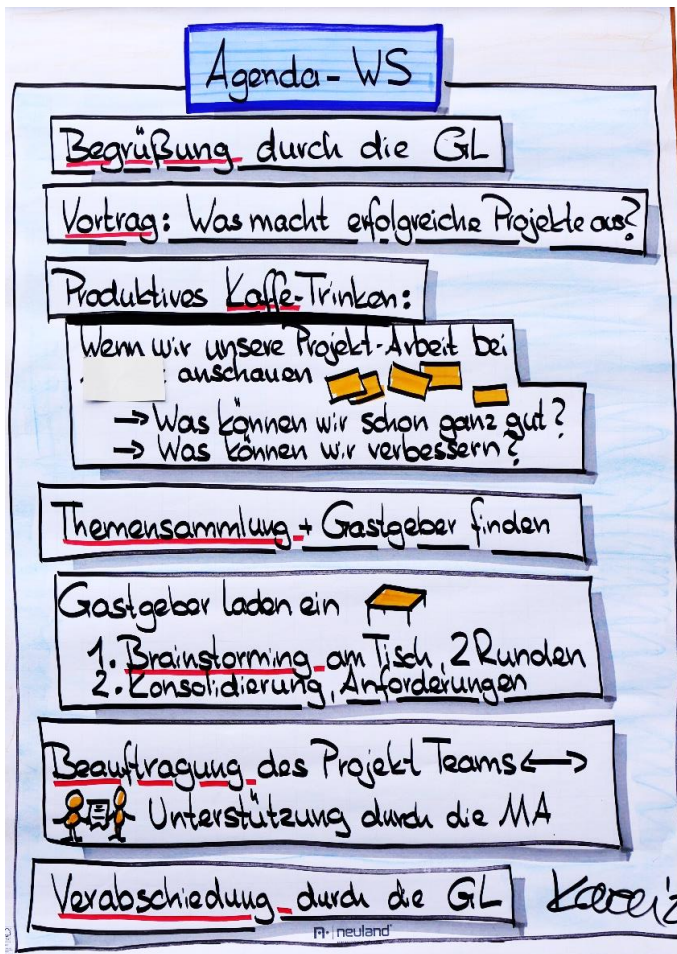 Agenda - WS
Begrüßung durch die GL
Vortrag: Was macht erfolgreiche Projekte aus?
Produktives Kaffe-Trinken:
Wenn wir unsere Projekt-Arbeit bei
anschauen
→ Was können wir schon ganz gut?
→ Was können wir verbessern?
Themensammlung + Gastgeber finden
Gastgeber laden ein
1. Brainstorming am Tisch, 2 Runden
2. Konsolidierung, Anforderungen
Beauftragung des Projekt Teams ↔
Unterstützung durch die MA
Verabschiedung durch die GL
neuland